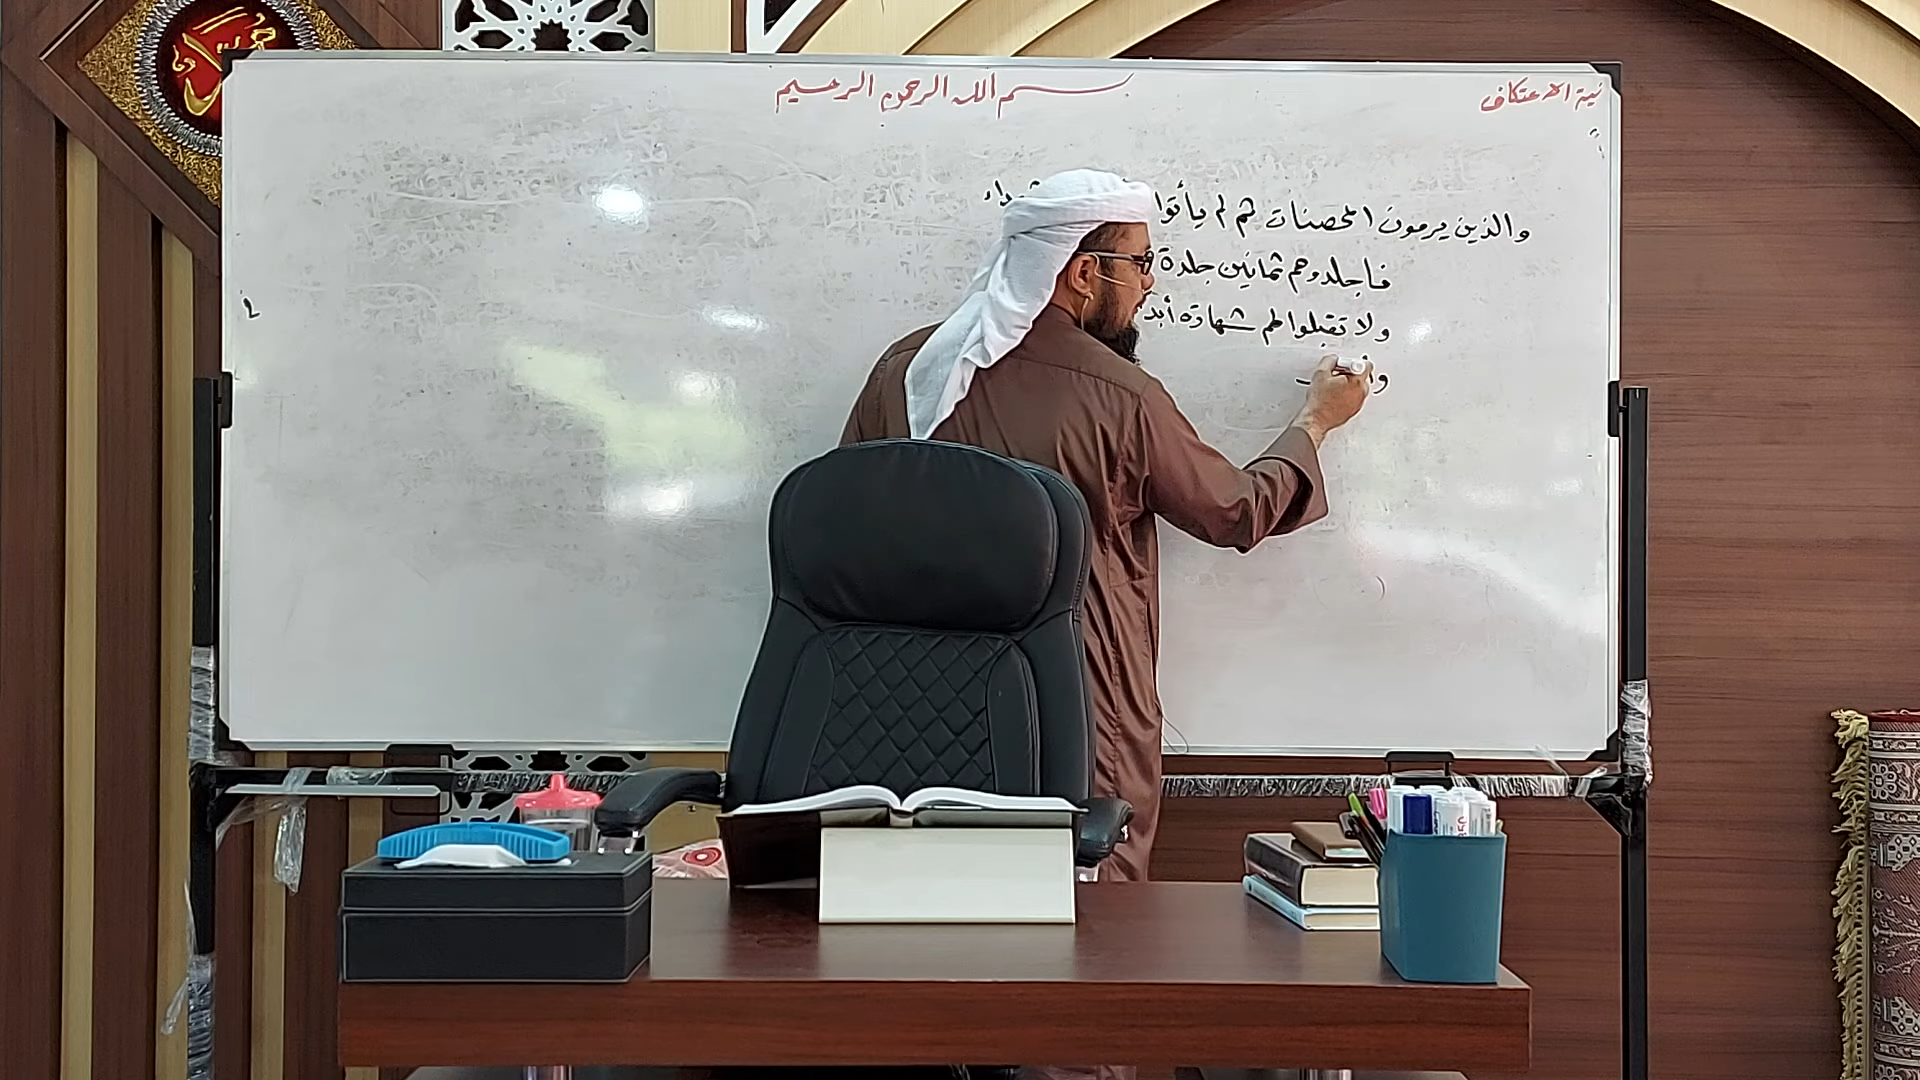 بسم الله الرحمن الرحيم
نية الاعتكاف
والذين يرمون المحصنات ثم لم يأتوا
فاجلدوهم ثمانين جلدة
ولا تقبلوا لهم شهادة أبد